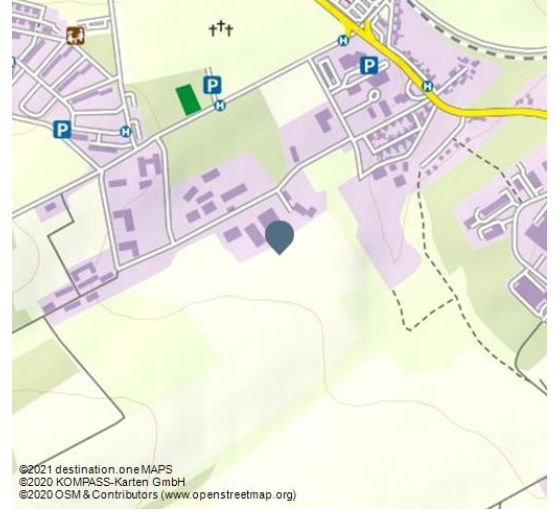 P
H
P
H
H
P
H
H
©2021 destination.one MAPS
©2020 KOMPASS-Karten GmbH
©2020 OSM & Contributors (www.openstreetmap.org)